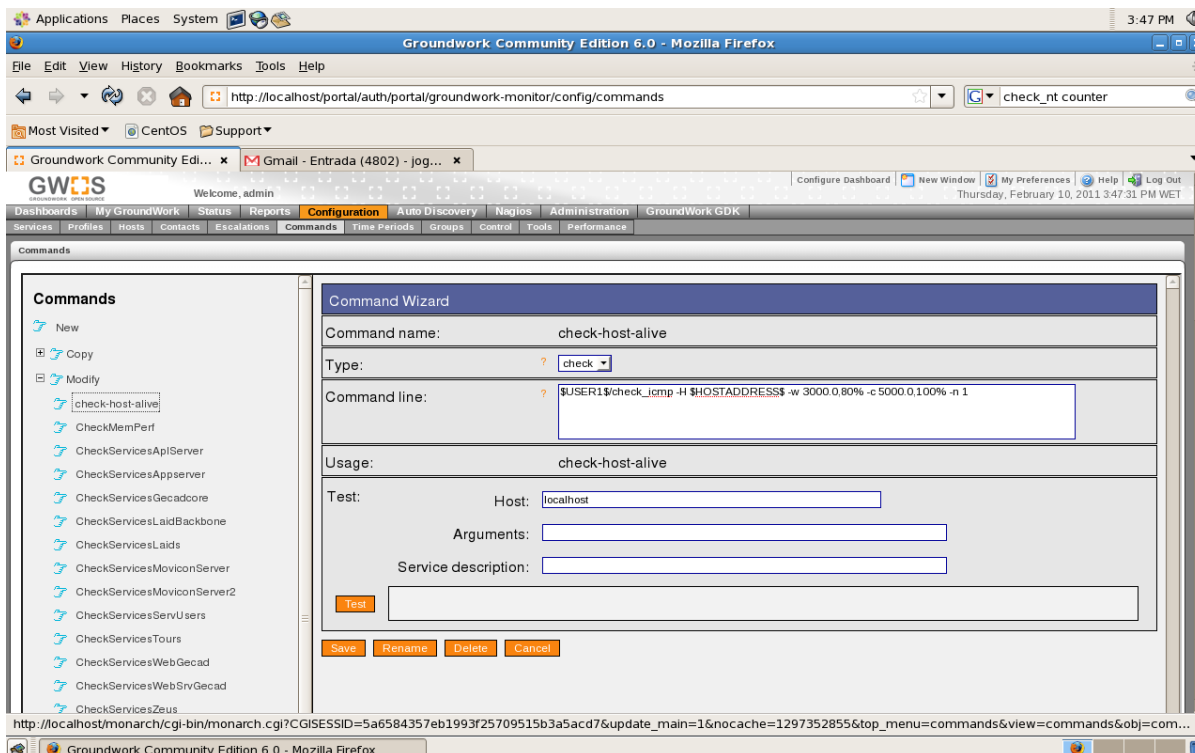 Applications Places System 3:47 PM
Groundwork Community Edition 6.0 - Mozilla Firefox
File Edit View History Bookmarks Tools Help
http://localhost/portal/auth/portal/groundwork-monitor/config/commands check_nt counter
Most Visited CentOS Support
Groundwork Community Edi... Gmail - Entrada (4802) - jog...
GWOS Welcome, admin Configure Dashboard New Window My Preferences Help Log Out
GROUNDWORK OPEN SOURCE Thursday, February 10, 2011 3:47:31 PM WET
Dashboards My GroundWork Status Reports Configuration Auto Discovery Nagios Administration GroundWork GDK
Services Profiles Hosts Contacts Escalations Commands Time Periods Groups Control Tools Performance
Commands
Commands
New
Copy
Modify
check-host-alive
CheckMemPerf
CheckServicesAplServer
CheckServicesAppserver
CheckServicesGecadcore
CheckServicesLaidBackbone
CheckServicesLaids
CheckServicesMoviconServer
CheckServicesMoviconServer2
CheckServicesServUsers
CheckServicesTours
CheckServicesWebGecad
CheckServicesWebSrvGecad
CheckServicesZeus
Command Wizard
Command name: check-host-alive
Type: ? check
Command line: ? $USER1$/check_icmp -H $HOSTADDRESS$ -w 3000.0,80% -c 5000.0,100% -n 1
Usage: check-host-alive
Test: Host: localhost
Arguments:
Service description:
Test
Save Rename Delete Cancel
http://localhost/monarch/cgi-bin/monarch.cgi?CGISESSID=5a6584357eb1993f25709515b3a5acd7&update_main=1&nocache=1297352855&top_menu=commands&view=commands&obj=com...
Groundwork Community Edition 6.0 - Mozilla Firefox